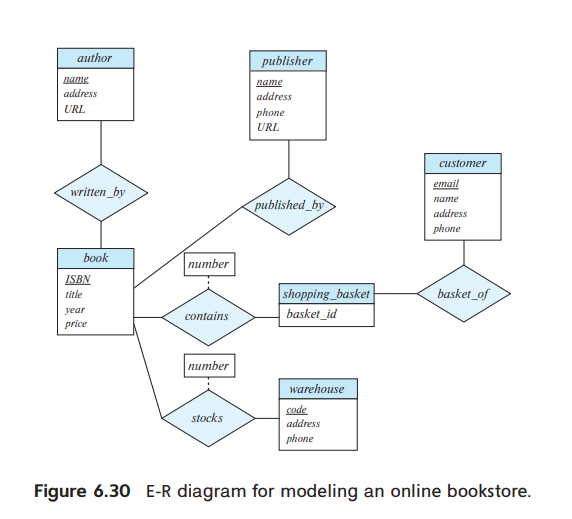 author
name
address
URL
publisher
name
address
phone
URL
customer
email
name
address
phone
written_by
published_by
book
ISBN
title
year
price
number
contains
shopping_basket
basket_id
basket_of
number
stocks
warehouse
code
address
phone
Figure 6.30 E-R diagram for modeling an online bookstore.